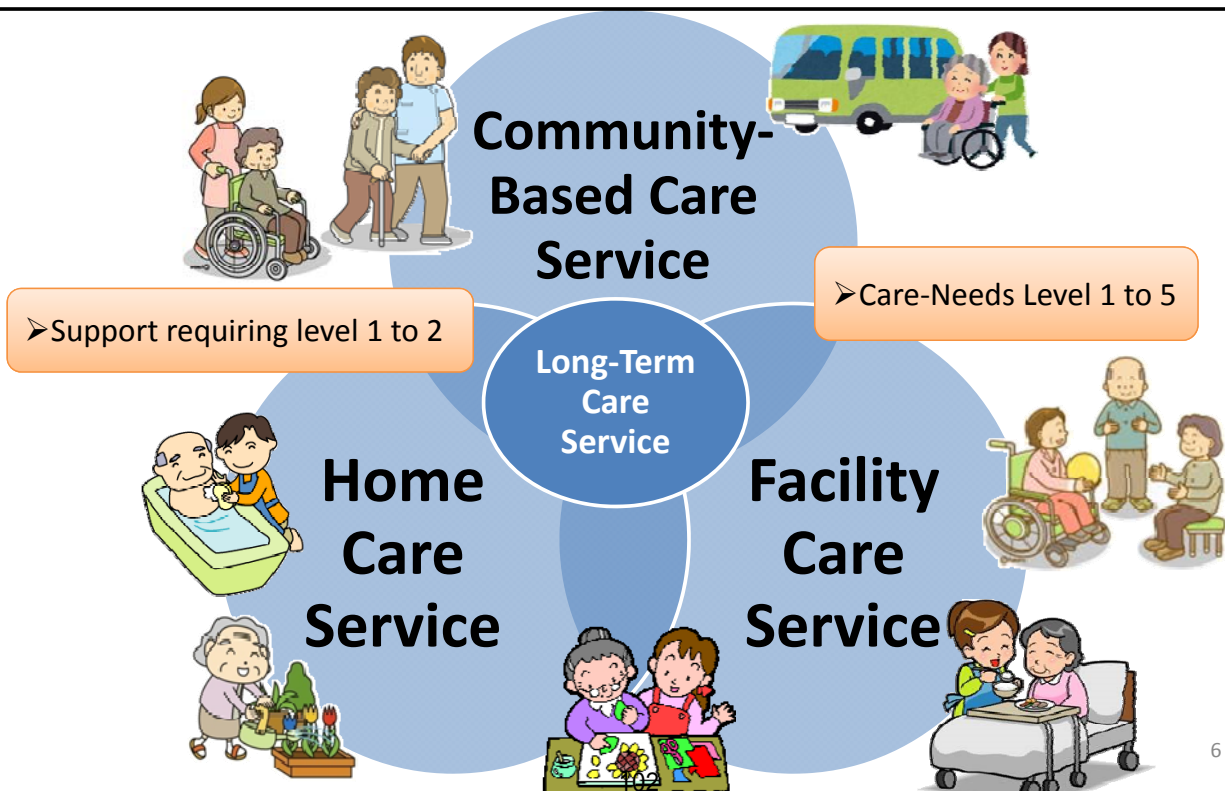 Community-
Based Care
Service
➢Support requiring level 1 to 2
➢Care-Needs Level 1 to 5
Long-Term
Care
Service
Home
Care
Service
Facility
Care
Service
102
6